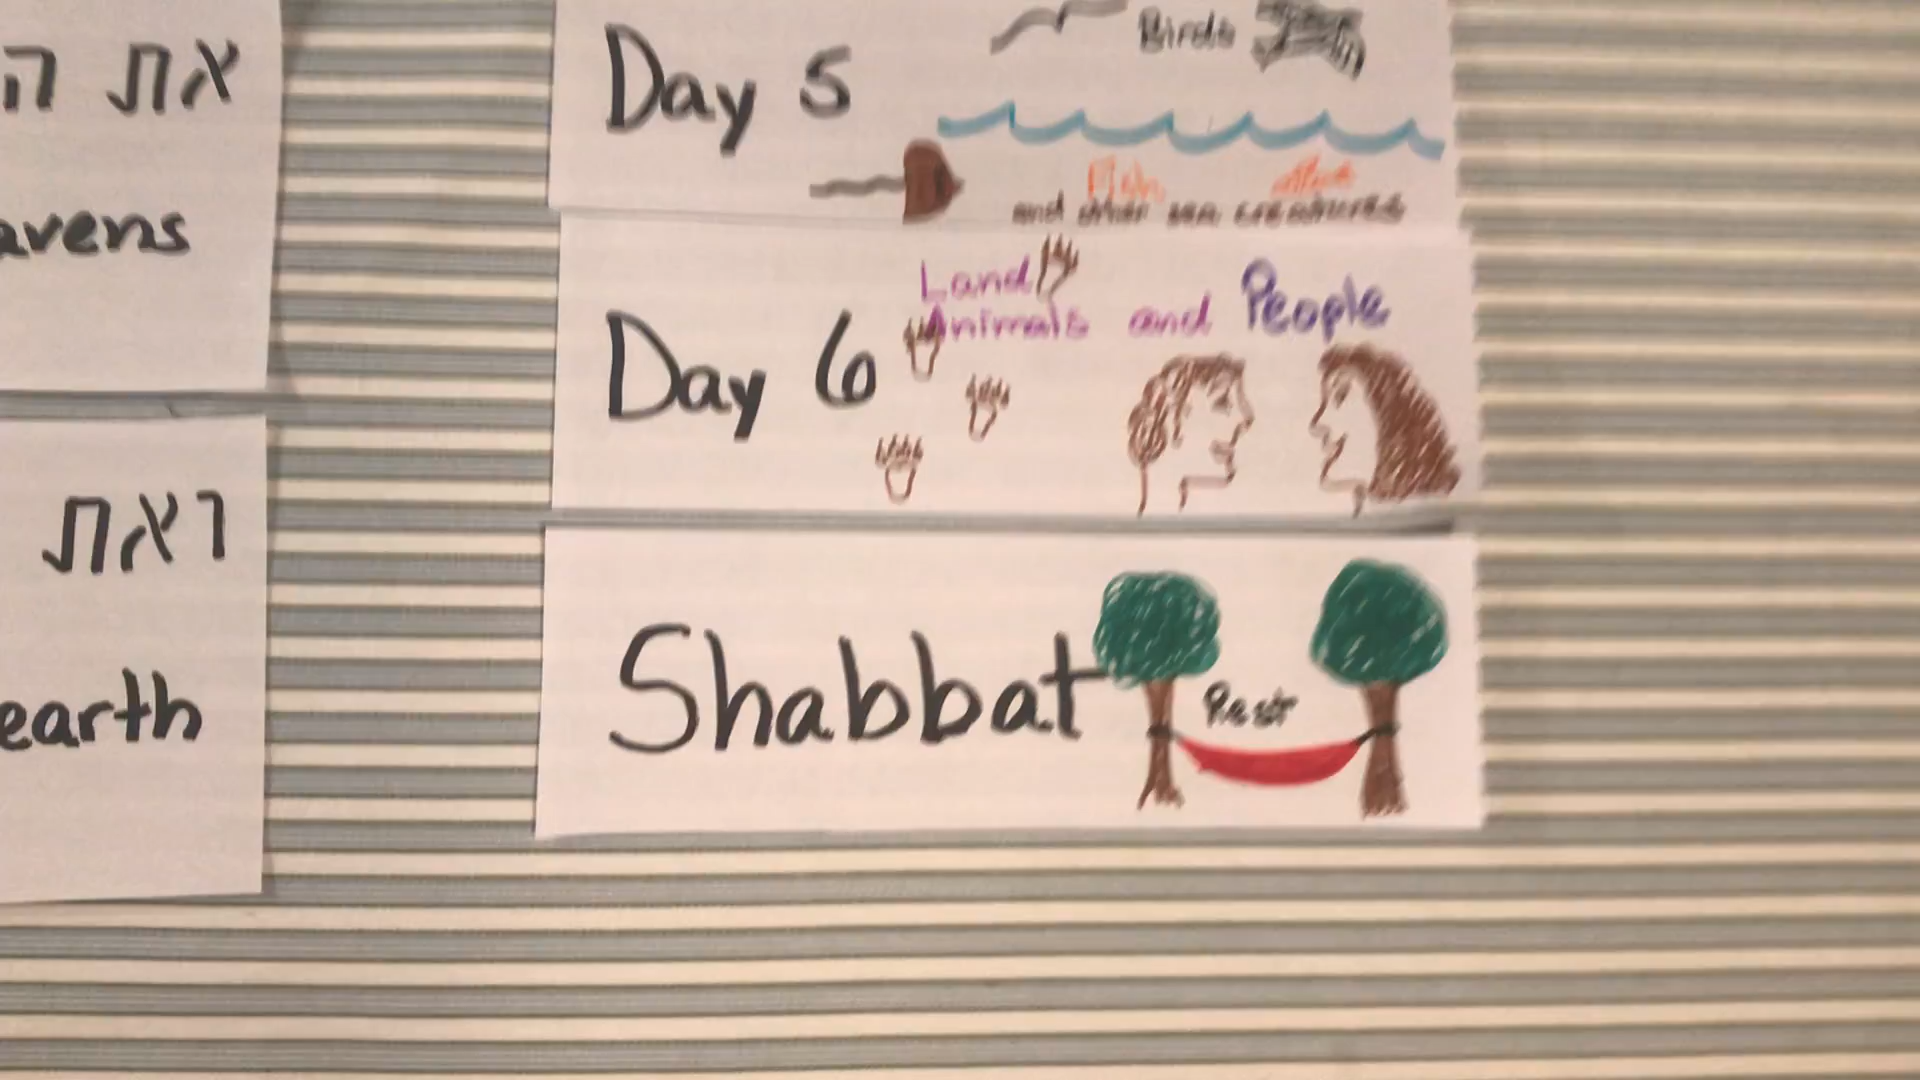 את ה
avens
ואת
earth
Day 5
Birds
Fish
and other sea creatures
Day 6
Land
Animals and People
Shabbat
Rest